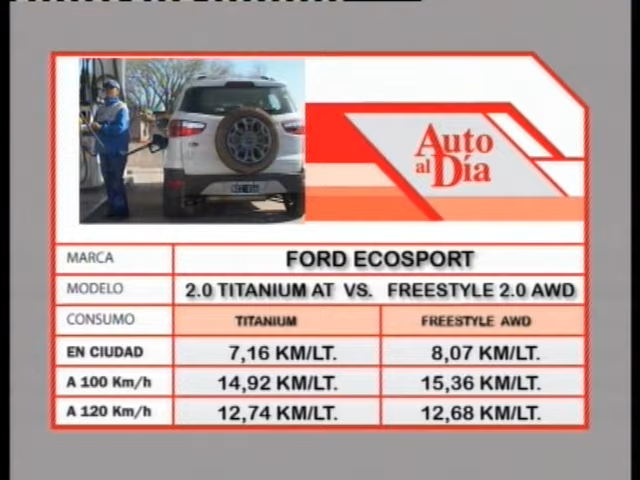 Auto
al Día
MARCA FORD ECOSPORT
MODELO 2.0 TITANIUM AT VS. FREESTYLE 2.0 AWD
CONSUMO TITANIUM FREESTYLE AWD
EN CIUDAD 7,16 KM/LT. 8,07 KM/LT.
A 100 Km/h 14,92 KM/LT. 15,36 KM/LT.
A 120 Km/h 12,74 KM/LT. 12,68 KM/LT.